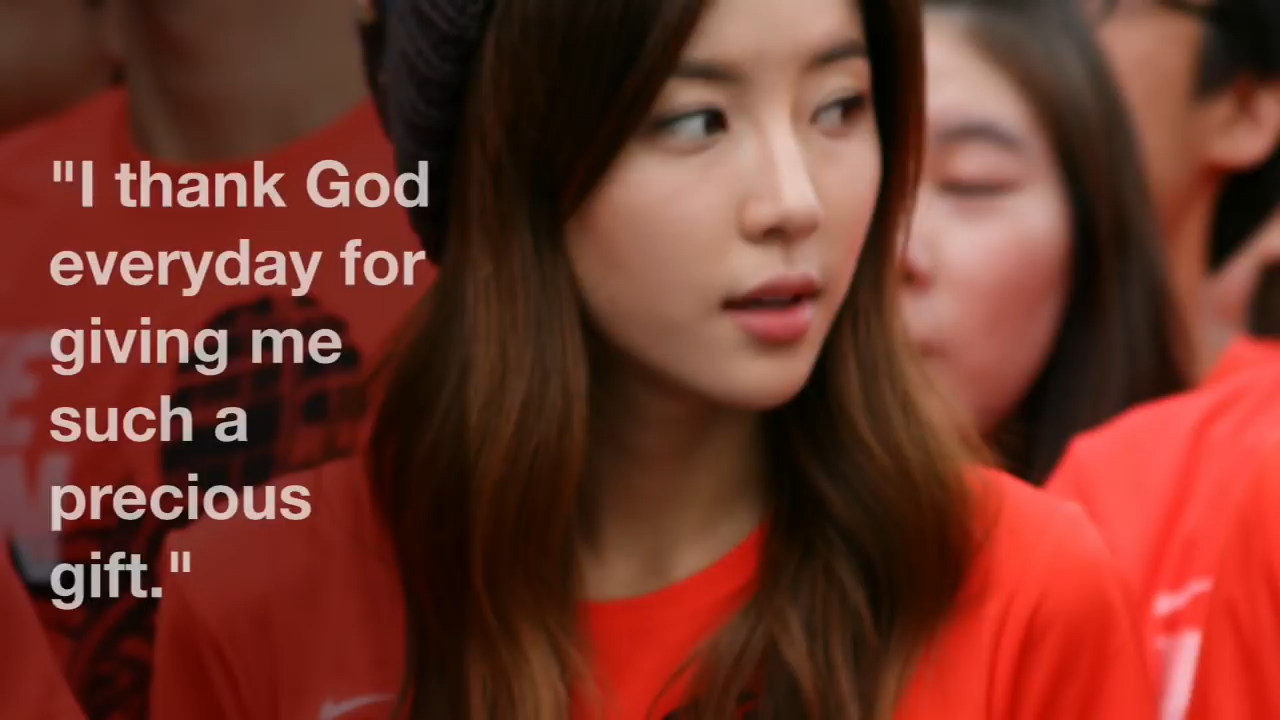 "I thank God
everyday for
giving me
such a
precious
gift."